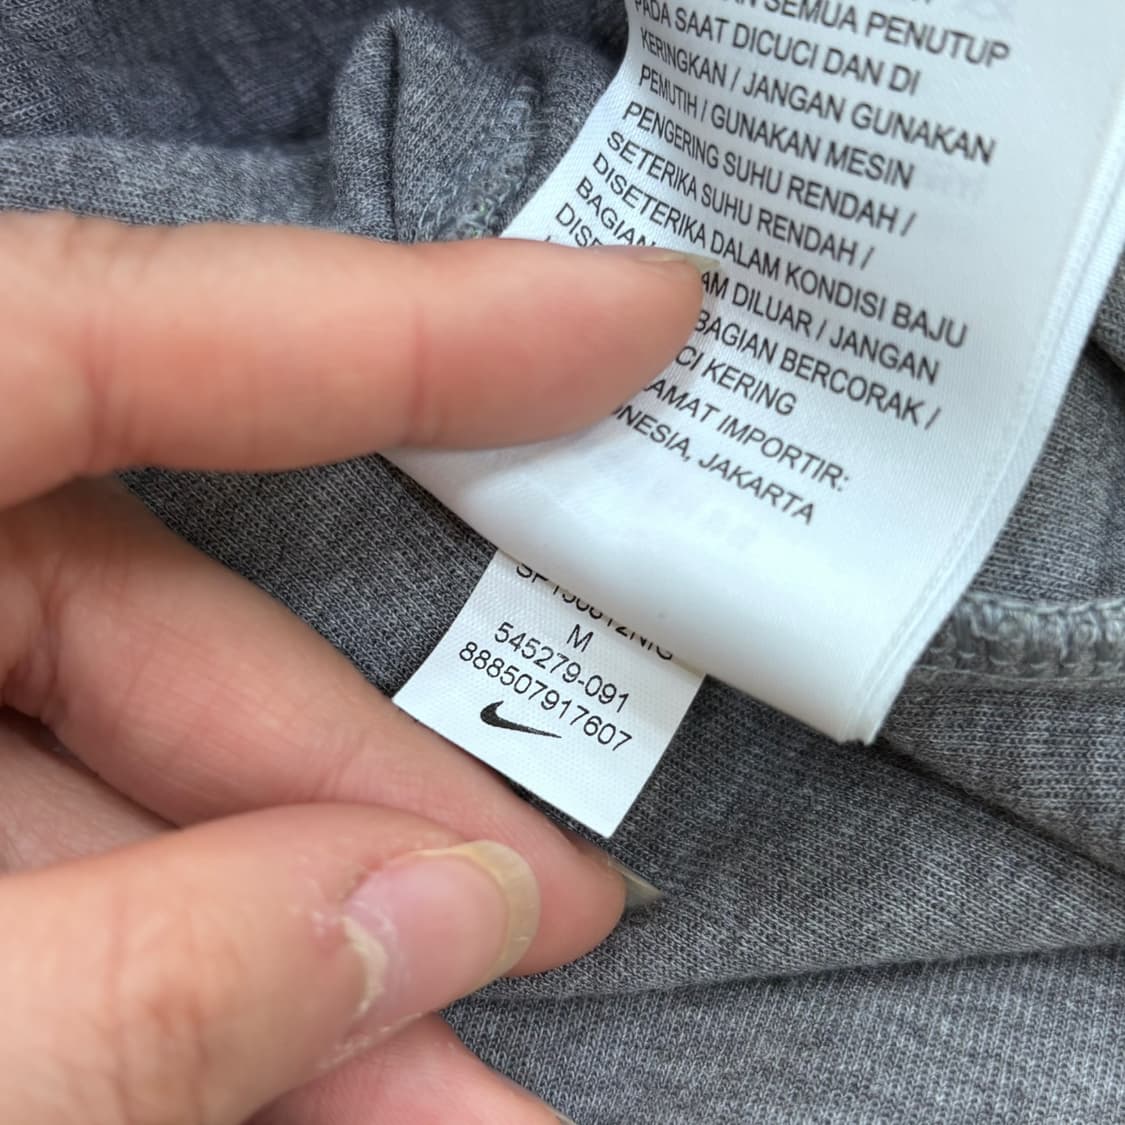 SEMUA PENUTUP
PADA SAAT DICUCI DAN DI
KERINGKAN / JANGAN GUNAKAN
PEMUTIH / GUNAKAN MESIN
PENGERING SUHU RENDAH /
SETERIKA SUHU RENDAH /
DISETERIKA DALAM KONDISI BAJU
BAGIAN DILUAR / JANGAN
BAGIAN BERCORAK /
KERING
IMPORTIR:
JAKARTA
M
545279-091
888507917607